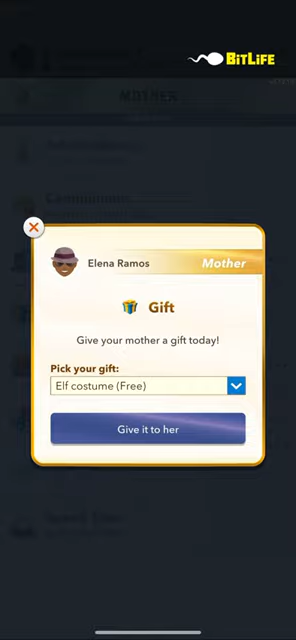 BITLIFE
MOTHER
Elena Ramos
Mother
Gift
Give your mother a gift today!
Pick your gift:
Elf costume (Free)
Give it to her